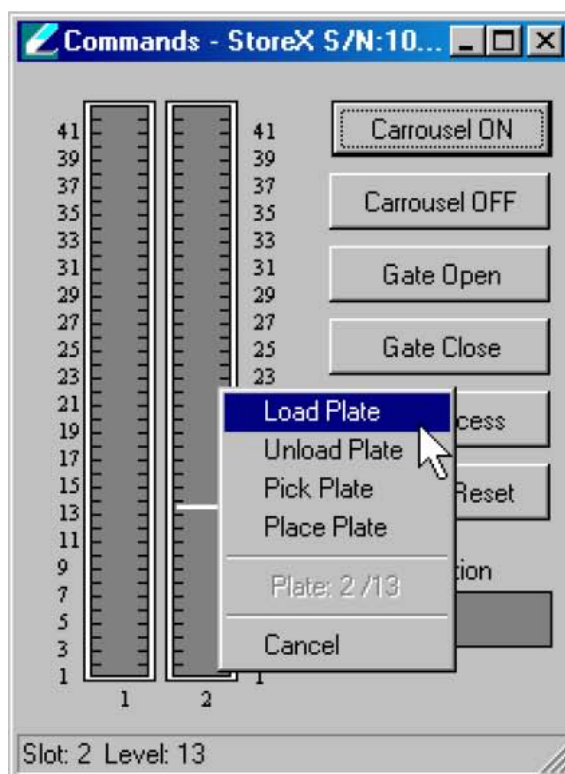 Commands - StoreX S/N:10...
41 41 Carrousel ON
39 39
37 37
35 35 Carrousel OFF
33 33
31 31 Gate Open
29 29
27 27
25 25 Gate Close
23 23
21 Load Plate
19 cess
17 Unload Plate
15 Pick Plate Reset
13 Place Plate
11
9 tion
7 Plate: 2 /13
5
3 Cancel
1 1
1 2
Slot: 2 Level: 13